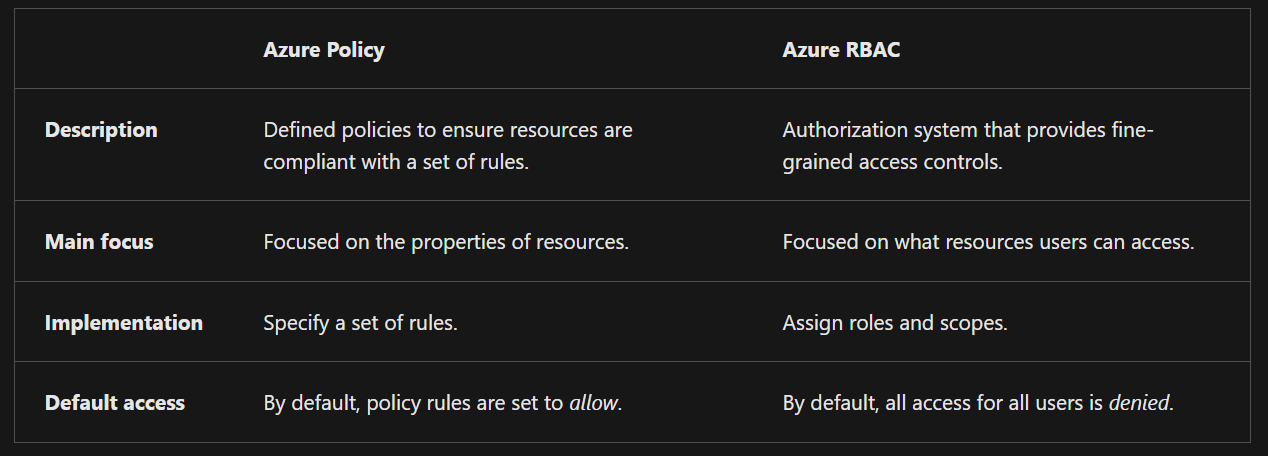 Azure Policy Azure RBAC
Description Defined policies to ensure resources are Authorization system that provides fine-
compliant with a set of rules. grained access controls.
Main focus Focused on the properties of resources. Focused on what resources users can access.
Implementation Specify a set of rules. Assign roles and scopes.
Default access By default, policy rules are set to allow. By default, all access for all users is denied.